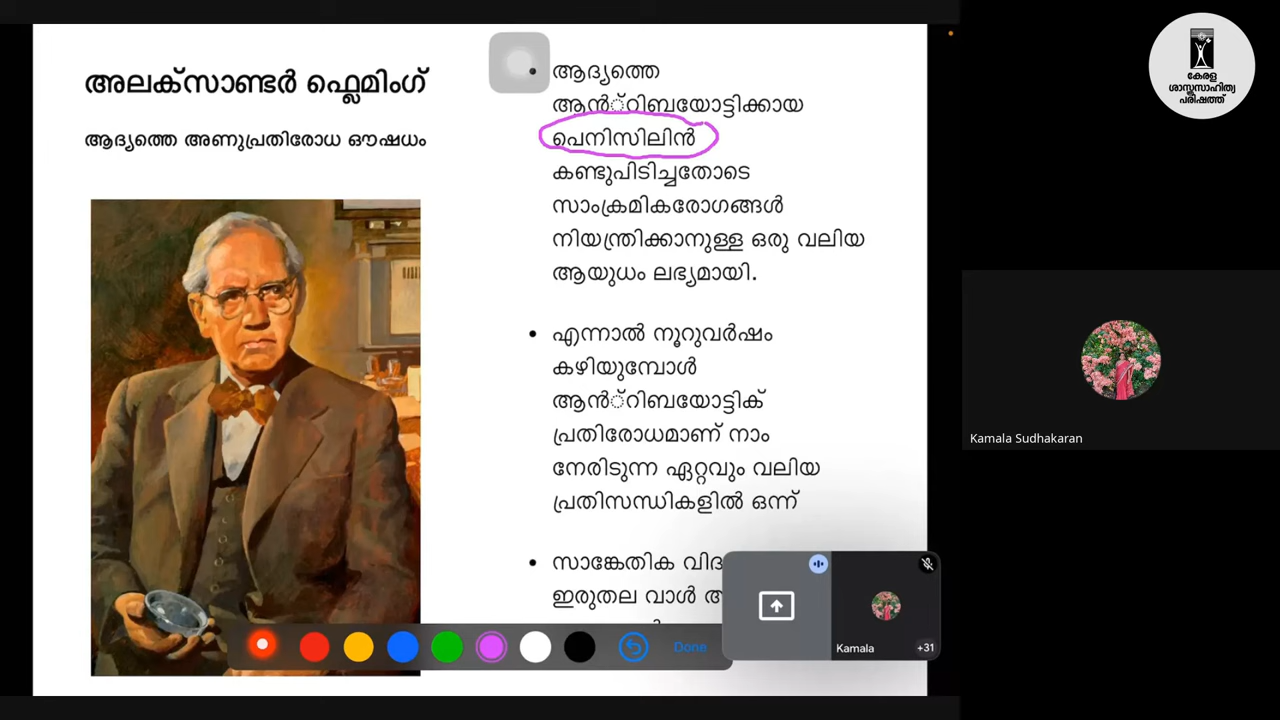 അലക്സാണ്ടർ ഫ്ലെമിംഗ്
ആദ്യത്തെ അണുപ്രതിരോധ ഔഷധം
ആദ്യത്തെ
ആൻ്റിബയോട്ടിക്കായ
പെനിസിലിൻ
കണ്ടുപിടിച്ചതോടെ
സാംക്രമികരോഗങ്ങൾ
നിയന്ത്രിക്കാനുള്ള ഒരു വലിയ
ആയുധം ലഭ്യമായി.
എന്നാൽ നൂറുവർഷം
കഴിയുമ്പോൾ
ആൻ്റിബയോട്ടിക്
പ്രതിരോധമാണ് നാം
നേരിടുന്ന ഏറ്റവും വലിയ
പ്രതിസന്ധികളിൽ ഒന്ന്
സാങ്കേതിക
ഇരുതല വാൾ
Done
Kamala
+31
കേരള
ശാസ്ത്രസാഹിത്യ
പരിഷത്ത്
Kamala Sudhakaran